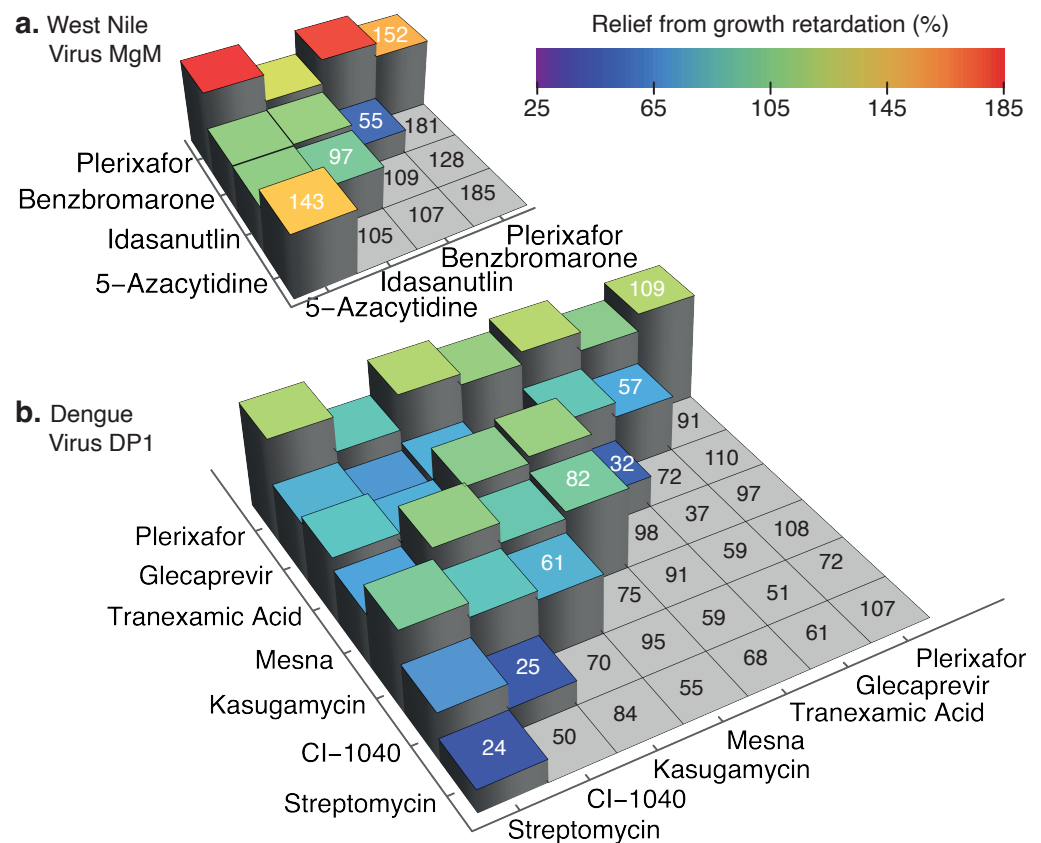 a. West Nile
Virus MgM
Relief from growth retardation (%)
25 65 105 145 185
152
55 181
97 128
109
143 185
107
105
Plerixafor
Benzbromarone
Idasanutlin
5−Azacytidine
Plerixafor
Benzbromarone
Idasanutlin
5−Azacytidine
b. Dengue
Virus DP1
109
57
91
32 110
82 72
97
37
98 108
59
61 72
91
75 51
59 107
95 61
25 70 68
55
84
24 50
Plerixafor
Glecaprevir
Tranexamic Acid
Mesna
Kasugamycin
CI−1040
Streptomycin
Plerixafor
Glecaprevir
Tranexamic Acid
Mesna
Kasugamycin
CI−1040
Streptomycin